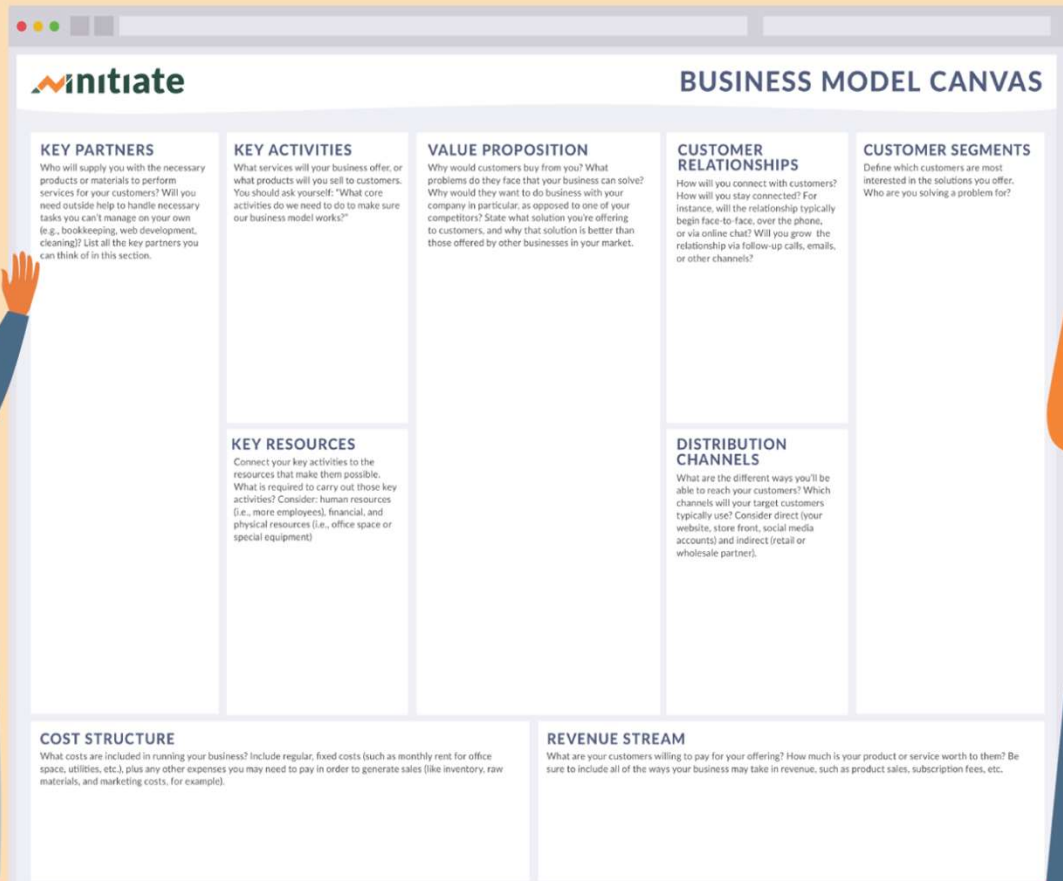 initiate
BUSINESS MODEL CANVAS
KEY PARTNERS
Who will supply you with the necessary
products or materials to perform
services for your customers? Will you
need outside help to handle necessary
tasks you can't manage on your own
(e.g., bookkeeping, web development,
cleaning)? List all the key partners you
can think of in this section.
KEY ACTIVITIES
What services will your business offer, or
what products will you sell to customers.
You should ask yourself: "What core
activities do we need to do to make sure
our business model works?"
KEY RESOURCES
Connect your key activities to the
resources that make them possible.
What is required to carry out those key
activities? Consider: human resources
(i.e., more employees), financial, and
physical resources (i.e., office space or
special equipment)
VALUE PROPOSITION
Why would customers buy from you? What
problems do they face that your business can solve?
Why would they want to do business with your
company in particular, as opposed to one of your
competitors? State what solution you're offering
to customers, and why that solution is better than
those offered by other businesses in your market.
CUSTOMER
RELATIONSHIPS
How will you connect with customers?
How will you stay connected? For
instance, will the relationship typically
begin face-to-face, over the phone,
or via online chat? Will you grow the
relationship via follow-up calls, emails,
or other channels?
DISTRIBUTION
CHANNELS
What are the different ways you'll be
able to reach your customers? Which
channels will your target customers
typically use? Consider direct (your
website, store front, social media
accounts) and indirect (retail or
wholesale partner).
CUSTOMER SEGMENTS
Define which customers are most
interested in the solutions you offer.
Who are you solving a problem for?
COST STRUCTURE
What costs are included in running your business? Include regular, fixed costs (such as monthly rent for office
space, utilities, etc.), plus any other expenses you may need to pay in order to generate sales (like inventory, raw
materials, and marketing costs, for example).
REVENUE STREAM
What are your customers willing to pay for your offering? How much is your product or service worth to them? Be
sure to include all of the ways your business may take in revenue, such as product sales, subscription fees, etc.